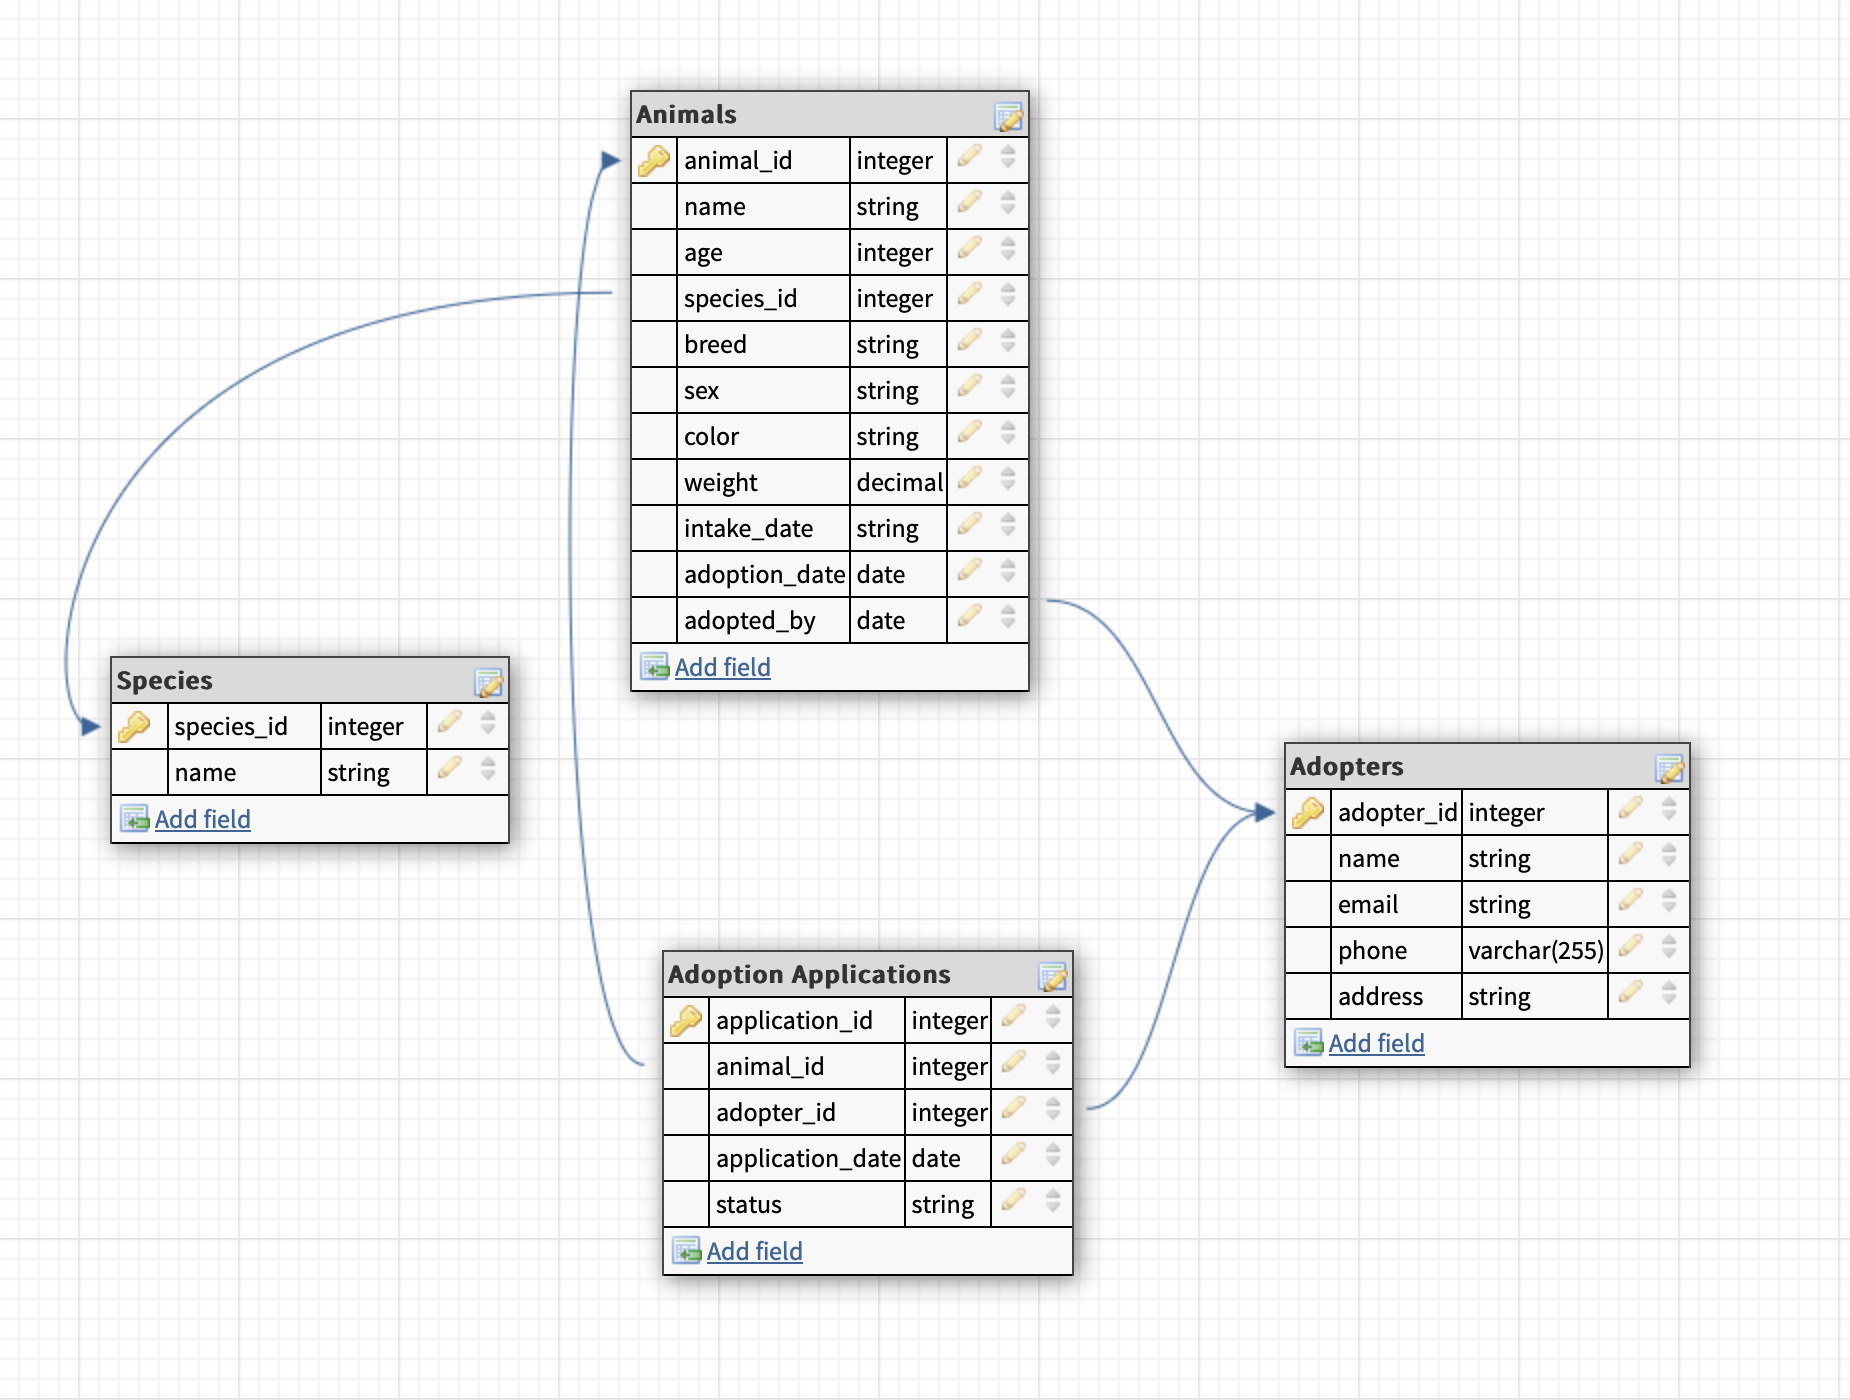 Animals
animal_id integer
name string
age integer
species_id integer
breed string
sex string
color string
weight decimal
intake_date string
adoption_date date
adopted_by date
Add field
Species
species_id integer
name string
Add field
Adopters
adopter_id integer
name string
email string
phone varchar(255)
address string
Add field
Adoption Applications
application_id integer
animal_id integer
adopter_id integer
application_date date
status string
Add field